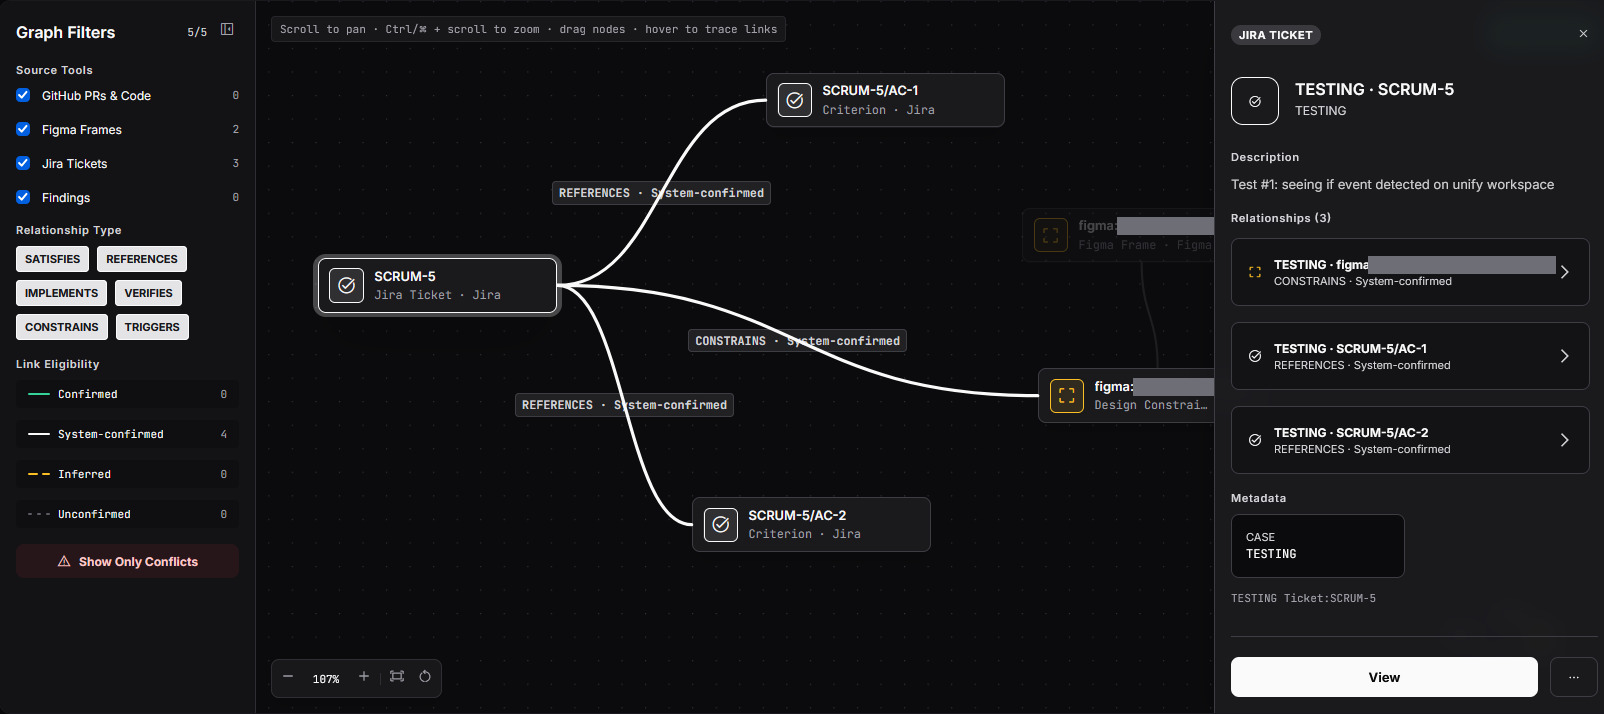 Graph Filters
5/5
Source Tools
GitHub PRs & Code 0
Figma Frames 2
Jira Tickets 3
Findings 0
Relationship Type
SATISFIES REFERENCES
IMPLEMENTS VERIFIES
CONSTRAINS TRIGGERS
Link Eligibility
Confirmed 0
System-confirmed 4
Inferred 0
Unconfirmed 0
Show Only Conflicts
Scroll to pan · Ctrl/⌘ + scroll to zoom · drag nodes · hover to trace links
SCRUM-5/AC-1
Criterion · Jira
REFERENCES · System-confirmed
figma:
Figma Frame · Figma
SCRUM-5
Jira Ticket · Jira
CONSTRAINS · System-confirmed
figma:
Design Constrai…
REFERENCES · System-confirmed
SCRUM-5/AC-2
Criterion · Jira
107%
JIRA TICKET
TESTING · SCRUM-5
TESTING
Description
Test #1: seeing if event detected on unify workspace
Relationships (3)
TESTING · figma
CONSTRAINS · System-confirmed
TESTING · SCRUM-5/AC-1
REFERENCES · System-confirmed
TESTING · SCRUM-5/AC-2
REFERENCES · System-confirmed
Metadata
CASE
TESTING
TESTING Ticket:SCRUM-5
View
...